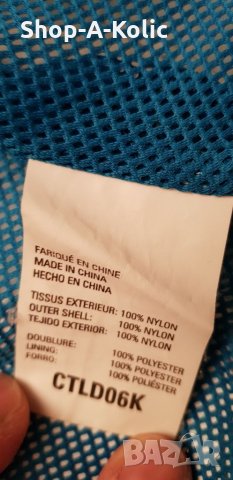 Shop-A-Kolic
FABRIQUÉ EN CHINE
MADE IN CHINA
HECHO EN CHINA
TISSUS EXTERIEUR: 100% NYLON
OUTER SHELL: 100% NYLON
TEJIDO EXTERIOR: 100% NYLON
DOUBLURE: 100% POLYESTER
LINING: 100% POLYESTER
FORRO: 100% POLIÉSTER
CTLD06K
BAZAR